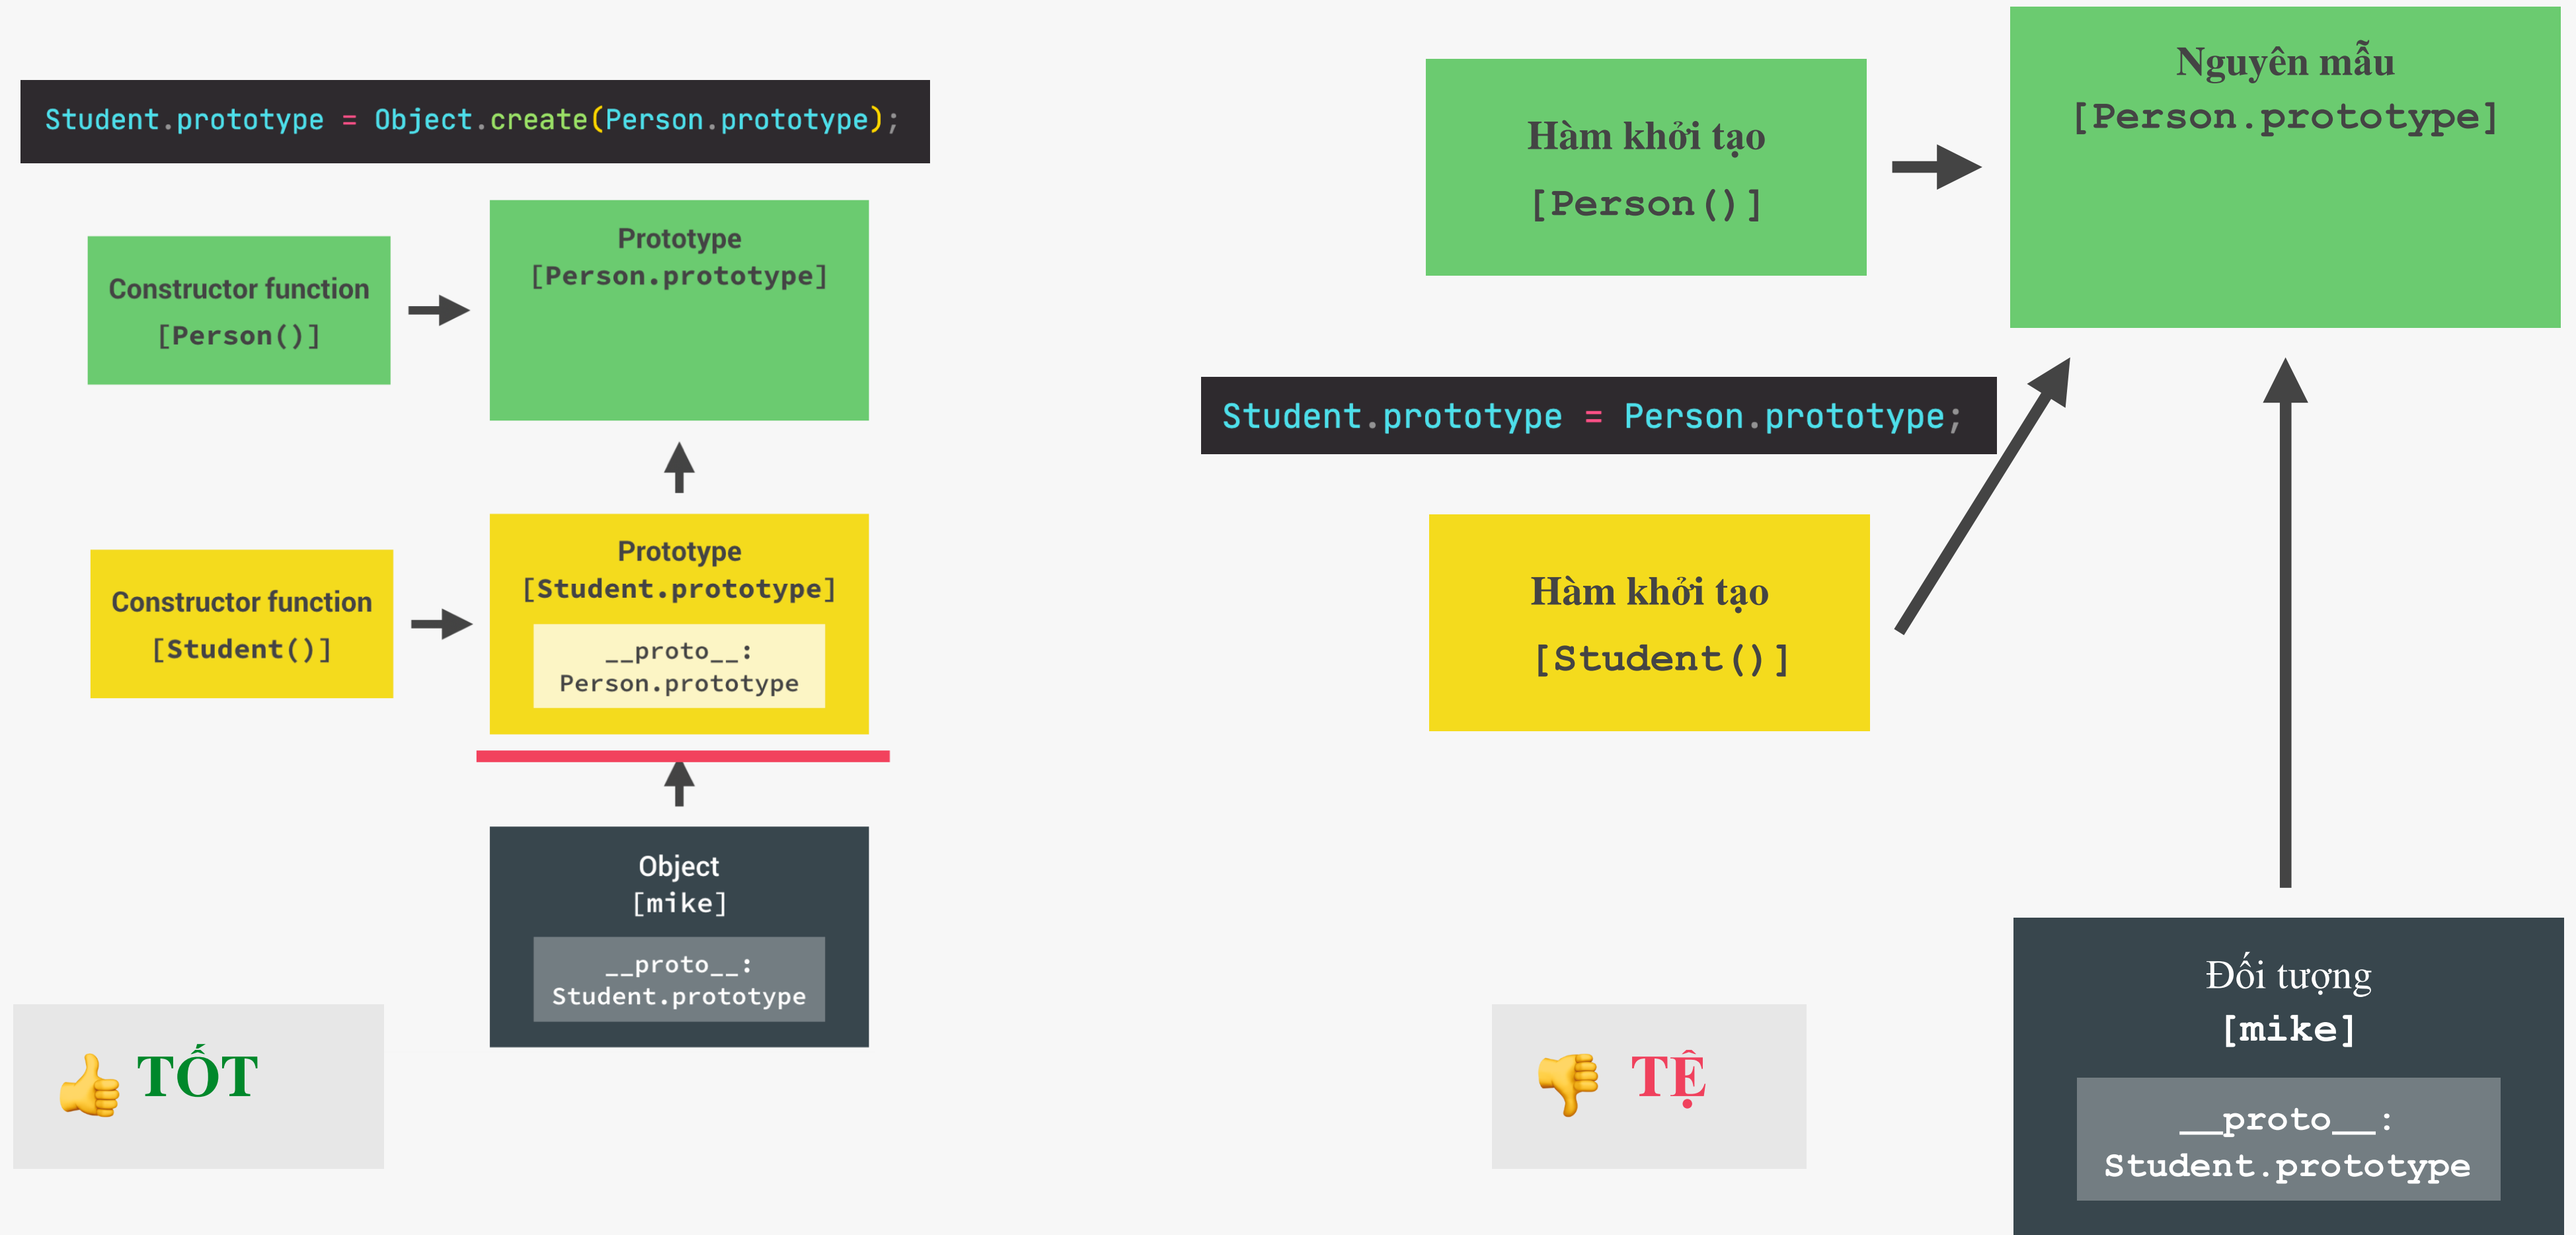 Student.prototype = Object.create(Person.prototype);
Constructor function
[Person()]
Prototype
[Person.prototype]
Constructor function
[Student()]
Prototype
[Student.prototype]
__proto__:
Person.prototype
Object
[mike]
__proto__:
Student.prototype
👍 TỐT
Hàm khởi tạo
[Person()]
Nguyên mẫu
[Person.prototype]
Student.prototype = Person.prototype;
Hàm khởi tạo
[Student()]
Đối tượng
[mike]
__proto__:
Student.prototype
👎 TỆ